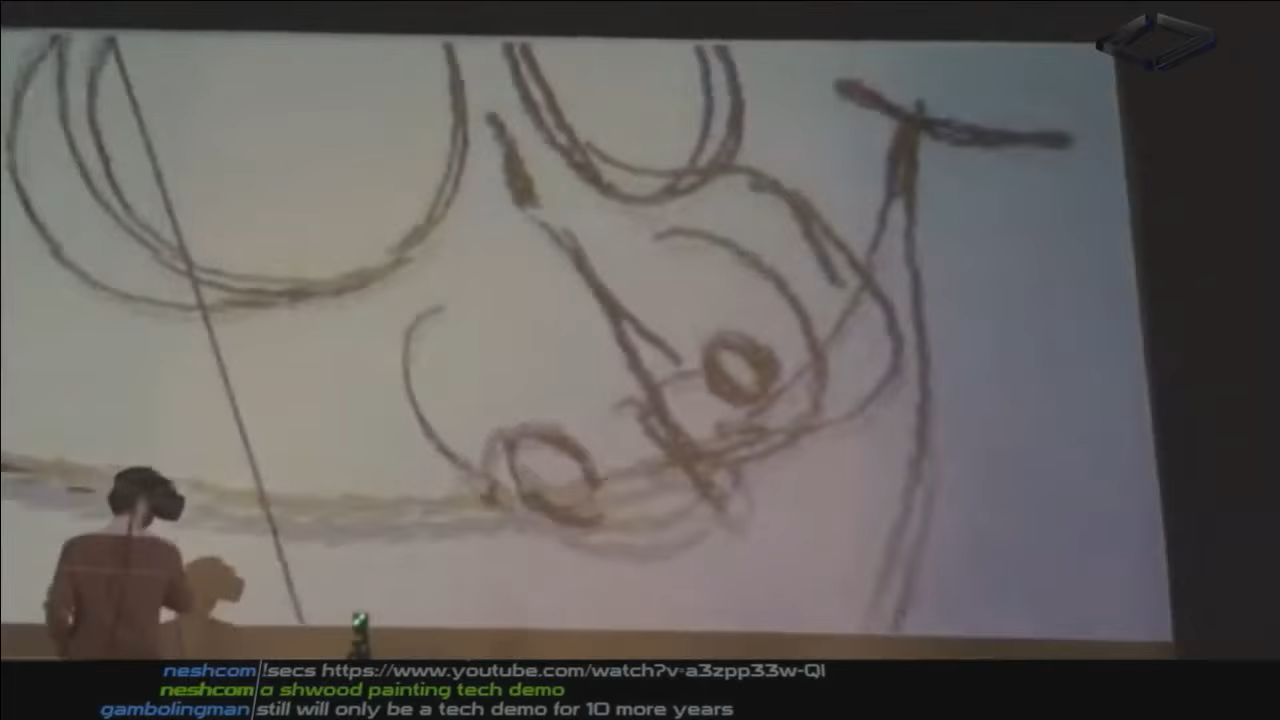 neshcom !secs https://www.youtube.com/watch?v=a3zpp33w-QI
neshcom a shwood painting tech demo
gambolingman still will only be a tech demo for 10 more years